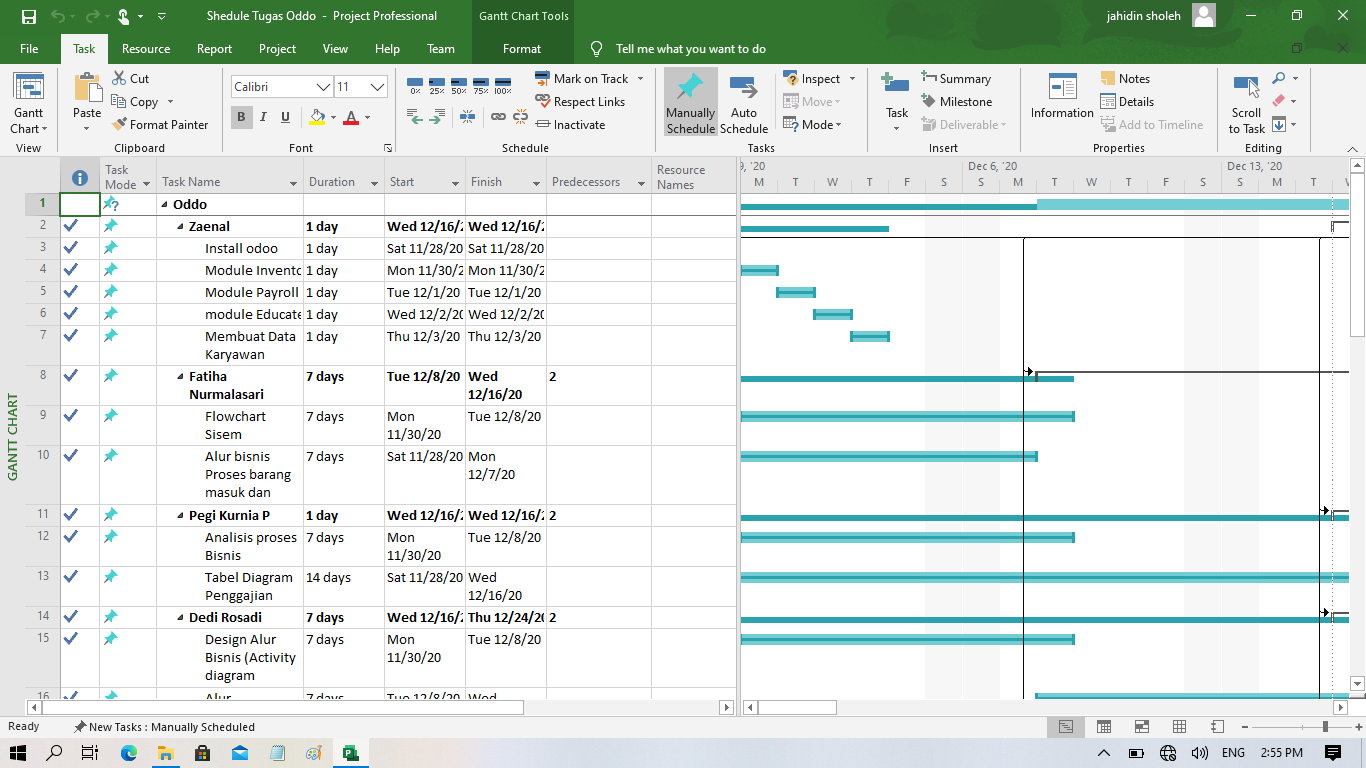 Shedule Tugas Oddo - Project Professional
Gantt Chart Tools
jahidin sholeh
File Task Resource Report Project View Help Team Format Tell me what you want to do
Gantt Chart
View
Paste
Cut
Copy
Format Painter
Clipboard
Calibri 11
B I U A
Font
0% 25% 50% 75% 100%
Mark on Track
Respect Links
Inactivate
Schedule
Manually Schedule
Auto Schedule
Inspect
Move
Mode
Tasks
Task
Summary
Milestone
Deliverable
Insert
Information
Notes
Details
Add to Timeline
Properties
Scroll to Task
Editing
Task Mode Task Name Duration Start Finish Predecessors Resource Names
9, '20 Dec 6, '20 Dec 13, '20
M T W T F S S M T W T F S S M T W
GANTT CHART
1 Oddo
2 Zaenal 1 day Wed 12/16/2 Wed 12/16/2
3 Install odoo 1 day Sat 11/28/20 Sat 11/28/20
4 Module Invento 1 day Mon 11/30/2 Mon 11/30/2
5 Module Payroll 1 day Tue 12/1/20 Tue 12/1/20
6 module Educate 1 day Wed 12/2/20 Wed 12/2/20
7 Membuat Data Karyawan 1 day Thu 12/3/20 Thu 12/3/20
8 Fatiha Nurmalasari 7 days Tue 12/8/20 Wed 12/16/20 2
9 Flowchart Sisem 7 days Mon 11/30/20 Tue 12/8/20
10 Alur bisnis Proses barang masuk dan 7 days Sat 11/28/20 Mon 12/7/20
11 Pegi Kurnia P 1 day Wed 12/16/2 Wed 12/16/2 2
12 Analisis proses Bisnis 7 days Mon 11/30/20 Tue 12/8/20
13 Tabel Diagram Penggajian 14 days Sat 11/28/20 Wed 12/16/20
14 Dedi Rosadi 7 days Wed 12/16/2 Thu 12/24/20 2
15 Design Alur Bisnis (Activity diagram 7 days Mon 11/30/20 Tue 12/8/20
16 Alur 7 days Tue 12/8/20 Wed
Ready New Tasks : Manually Scheduled
ENG 2:55 PM